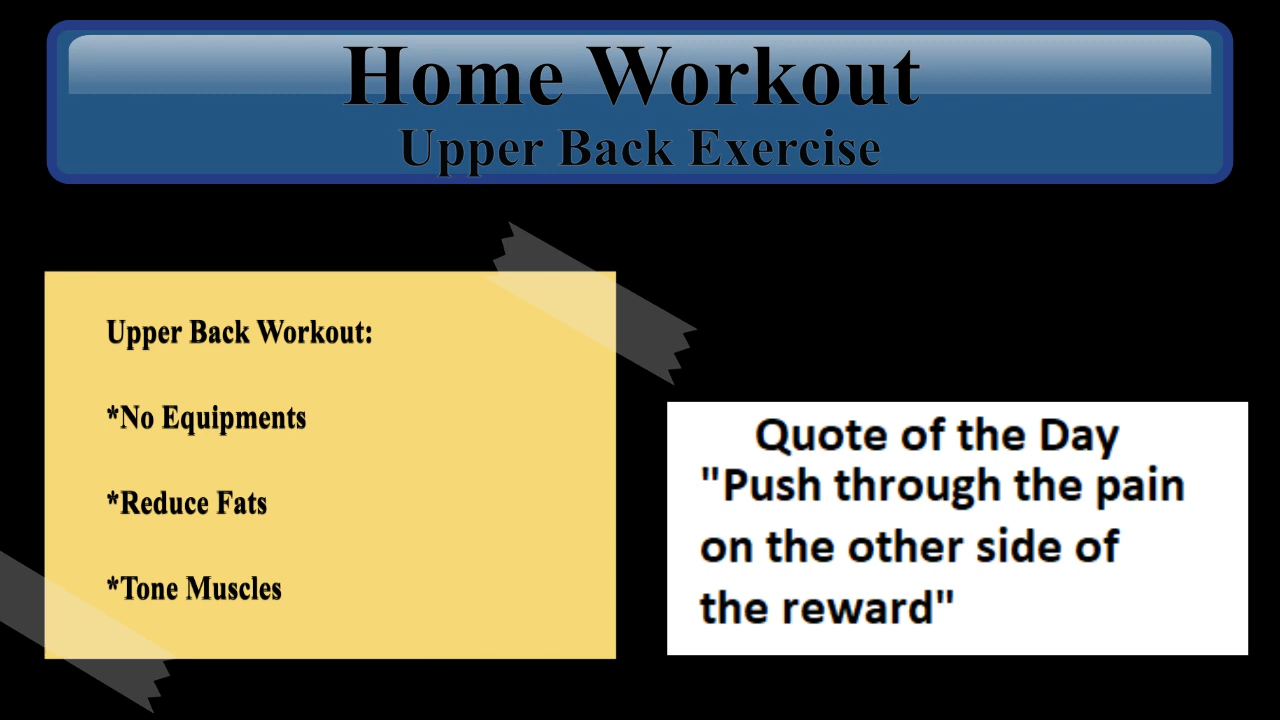 Home Workout
Upper Back Exercise
Upper Back Workout:
*No Equipments
*Reduce Fats
*Tone Muscles
Quote of the Day
"Push through the pain
on the other side of
the reward"